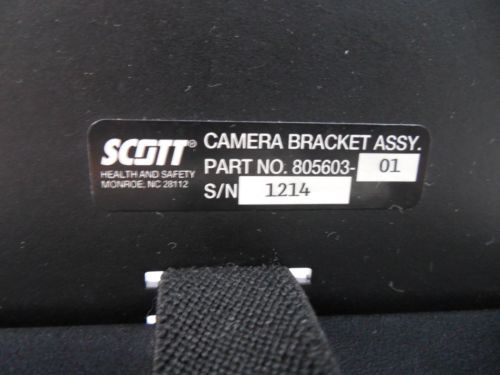 SCOTT® CAMERA BRACKET ASSY.
HEALTH AND SAFETY PART NO. 805603-01
MONROE, NC 28112 S/N 1214